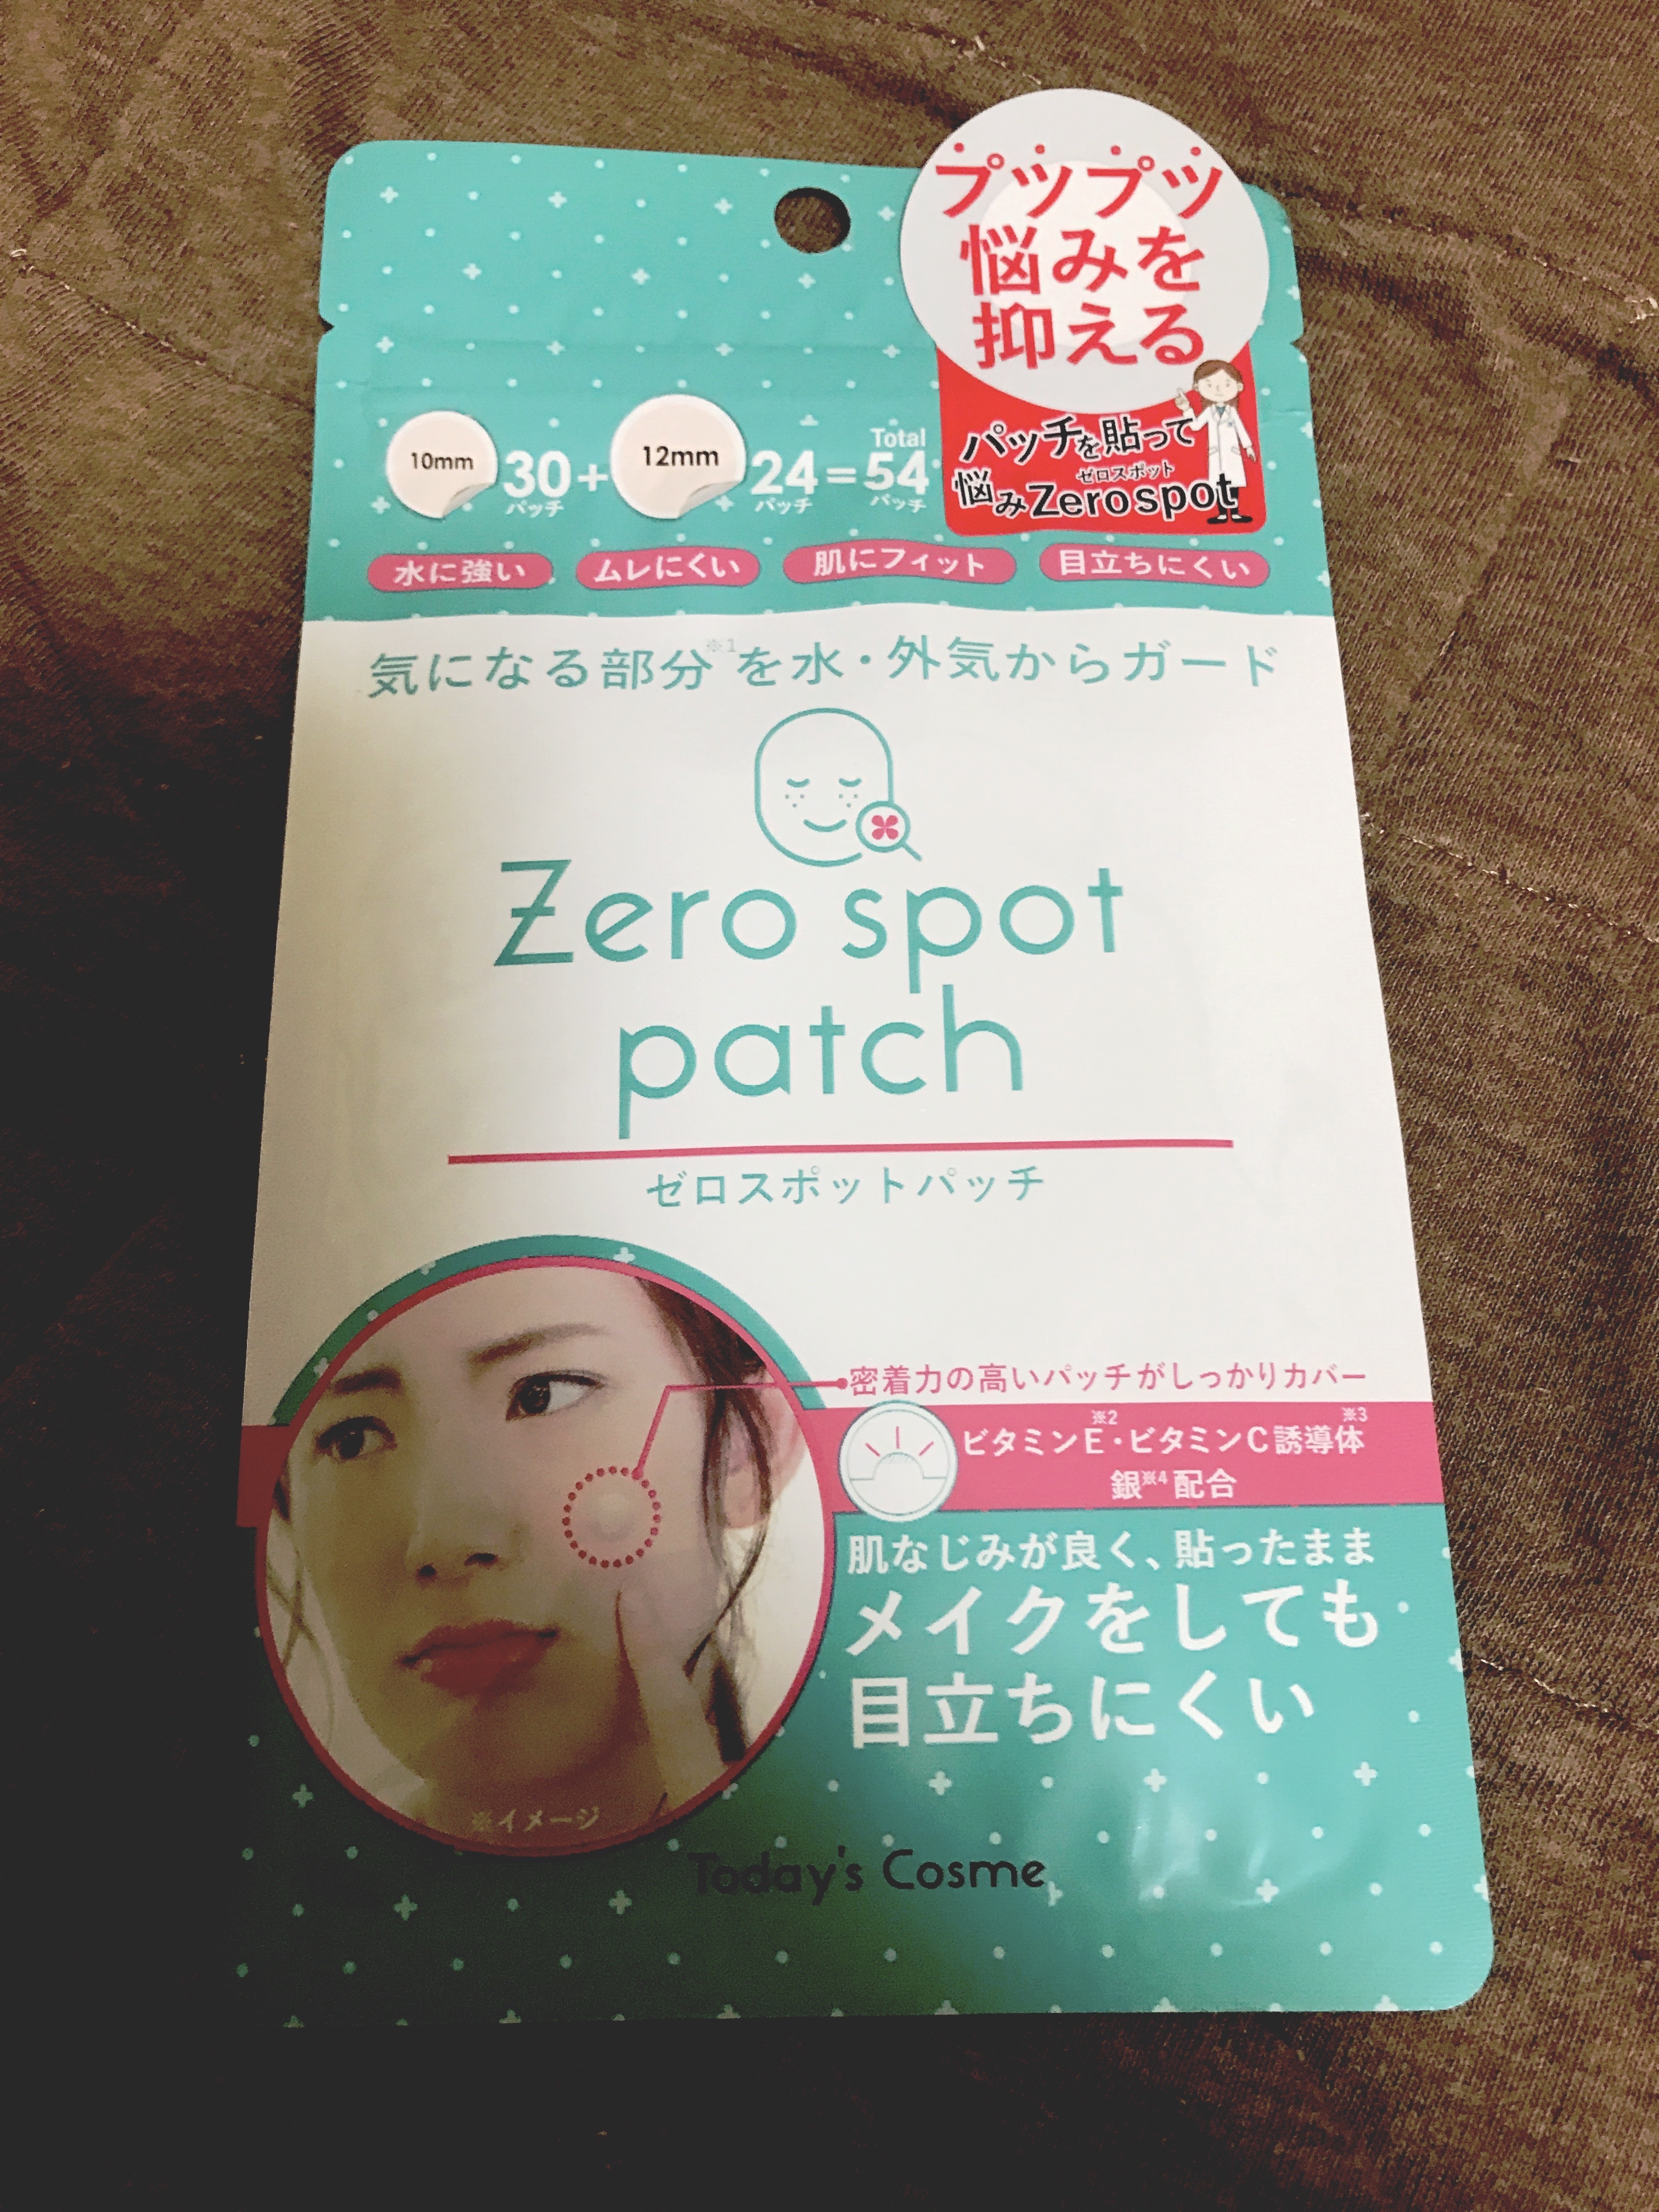 プツプツ
悩みを
抑える
パッチを貼って
ゼロスポット
悩みZerospot
10mm 30 + 12mm 24 = Total 54
パッチ パッチ パッチ
水に強い ムレにくい 肌にフィット 目立ちにくい
気になる部分※1を水・外気からガード
Zero spot
patch
ゼロスポットパッチ
密着力の高いパッチがしっかりカバー
ビタミンE※2・ビタミンC誘導体※3
銀※4配合
肌なじみが良く、貼ったまま
メイクをしても
目立ちにくい
※イメージ
Today's Cosme